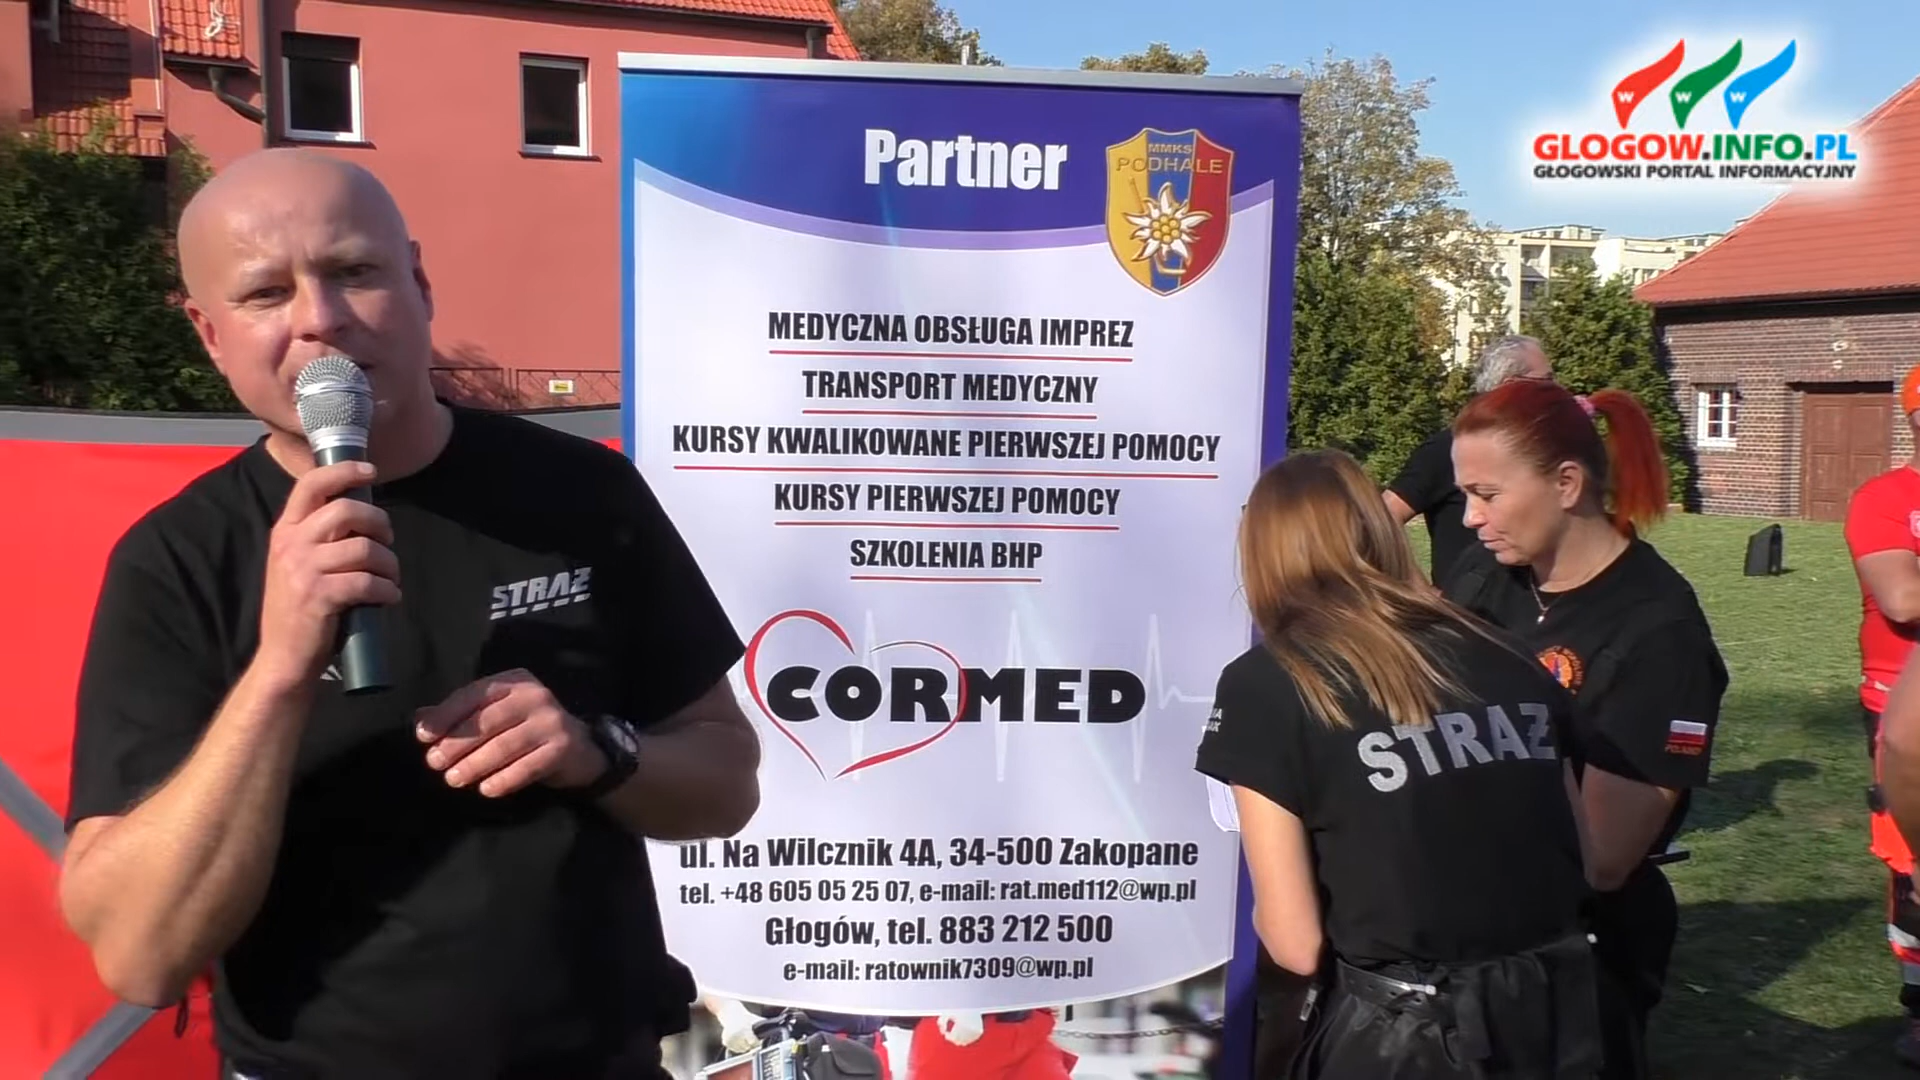 W W W
GLOGOW.INFO.PL
GŁOGOWSKI PORTAL INFORMACYJNY
Partner
MMKS
PODHALE
MEDYCZNA OBSŁUGA IMPREZ
TRANSPORT MEDYCZNY
KURSY KWALIKOWANE PIERWSZEJ POMOCY
KURSY PIERWSZEJ POMOCY
SZKOLENIA BHP
CORMED
ul. Na Wilcznik 4A, 34-500 Zakopane
tel. +48 605 05 25 07, e-mail: rat.med112@wp.pl
Głogów, tel. 883 212 500
e-mail: ratownik7309@wp.pl
STRAŻ
STRAŻ
POLAND